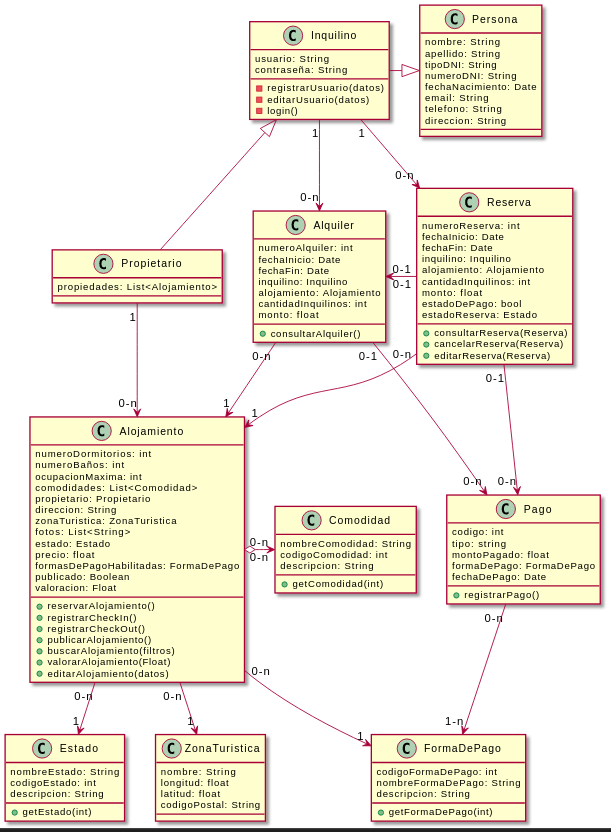 C Inquilino
usuario: String
contraseña: String
registrarUsuario(datos)
editarUsuario(datos)
login()
C Persona
nombre: String
apellido: String
tipoDNI: String
numeroDNI: String
fechaNacimiento: Date
email: String
telefono: String
direccion: String
1
0-n
1
0-n
C Propietario
propiedades: List<Alojamiento>
C Alquiler
numeroAlquiler: int
fechaInicio: Date
fechaFin: Date
inquilino: Inquilino
alojamiento: Alojamiento
cantidadInquilinos: int
monto: float
consultarAlquiler()
C Reserva
numeroReserva: int
fechaInicio: Date
fechaFin: Date
inquilino: Inquilino
alojamiento: Alojamiento
cantidadInquilinos: int
monto: float
estadoDePago: bool
estadoReserva: Estado
consultarReserva(Reserva)
cancelarReserva(Reserva)
editarReserva(Reserva)
0-1
0-1
1
0-n
0-n
1
0-1
0-n
0-n
1
0-1
0-n
C Alojamiento
numeroDormitorios: int
numeroBaños: int
ocupacionMaxima: int
comodidades: List<Comodidad>
propietario: Propietario
direccion: String
zonaTuristica: ZonaTuristica
fotos: List<String>
estado: Estado
precio: float
formasDePagoHabilitadas: FormaDePago
publicado: Boolean
valoracion: Float
reservarAlojamiento()
registrarCheckIn()
registrarCheckOut()
publicarAlojamiento()
buscarAlojamiento(filtros)
valorarAlojamiento(Float)
editarAlojamiento(datos)
0-n
0-n
C Comodidad
nombreComodidad: String
codigoComodidad: int
descripcion: String
getComodidad(int)
C Pago
codigo: int
tipo: string
montoPagado: float
formaDePago: FormaDePago
fechaDePago: Date
registrarPago()
0-n
1
0-n
1
0-n
1
0-n
1-n
C Estado
nombreEstado: String
codigoEstado: int
descripcion: String
getEstado(int)
C ZonaTuristica
nombre: String
longitud: float
latitud: float
codigoPostal: String
C FormaDePago
codigoFormaDePago: int
nombreFormaDePago: String
descripcion: String
getFormaDePago(int)